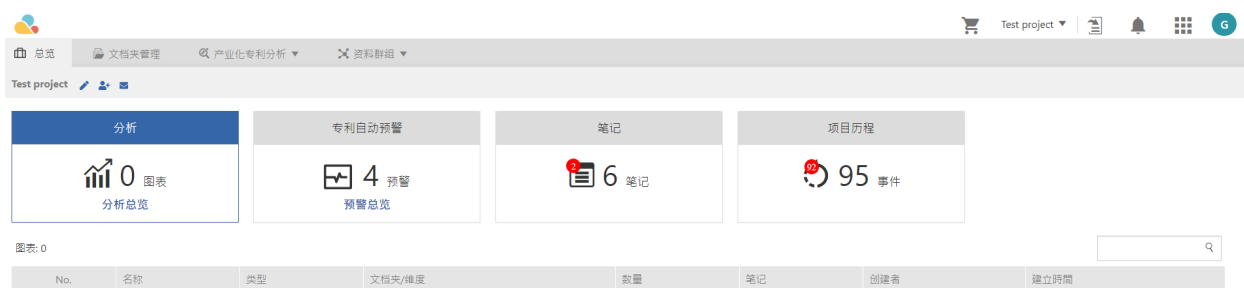 Test project ▼ G
总览 文档夹管理 产业化专利分析 ▼ 资料群组 ▼
Test project
分析 专利自动预警 笔记 项目历程
0 图表 4 预警 2 6 笔记 92 95 事件
分析总览 预警总览
图表: 0
No. 名称 类型 文档夹/维度 数量 笔记 创建者 建立時間